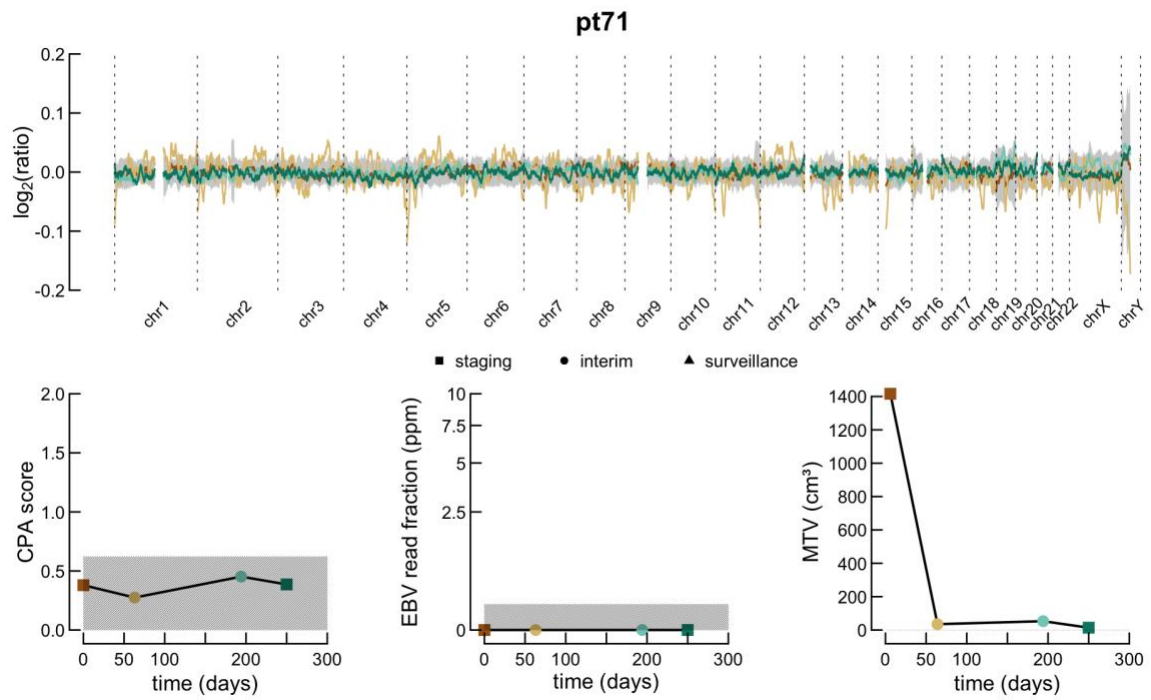 pt71
0.2
0.1
0.0
-0.1
-0.2
log2(ratio)
chr1 chr2 chr3 chr4 chr5 chr6 chr7 chr8 chr9 chr10 chr11 chr12 chr13 chr14 chr15 chr16 chr17 chr18 chr19 chr20 chr21 chr22 chrX chrY
staging interim surveillance
CPA score
2.0
1.5
1.0
0.5
0.0
0 50 100 200 300
time (days)
EBV read fraction (ppm)
10
7.5
5
2.5
0
0 50 100 200 300
time (days)
MTV (cm³)
1400
1200
1000
800
600
400
200
0
0 50 100 200 300
time (days)